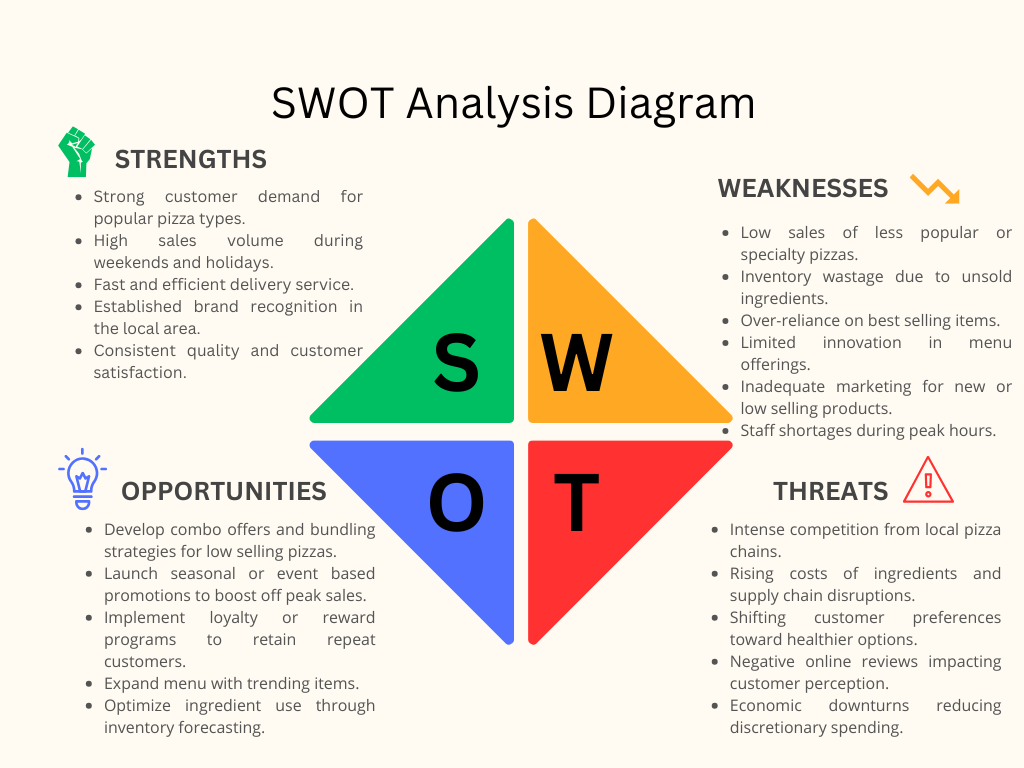 SWOT Analysis Diagram
STRENGTHS
• Strong customer demand for
popular pizza types.
• High sales volume during
weekends and holidays.
• Fast and efficient delivery service.
• Established brand recognition in
the local area.
• Consistent quality and customer
satisfaction.
WEAKNESSES
• Low sales of less popular or
specialty pizzas.
• Inventory wastage due to unsold
ingredients.
• Over-reliance on best selling items.
• Limited innovation in menu
offerings.
• Inadequate marketing for new or
low selling products.
• Staff shortages during peak hours.
S
W
O
T
OPPORTUNITIES
• Develop combo offers and bundling
strategies for low selling pizzas.
• Launch seasonal or event based
promotions to boost off peak sales.
• Implement loyalty or reward
programs to retain repeat
customers.
• Expand menu with trending items.
• Optimize ingredient use through
inventory forecasting.
THREATS
• Intense competition from local pizza
chains.
• Rising costs of ingredients and
supply chain disruptions.
• Shifting customer preferences
toward healthier options.
• Negative online reviews impacting
customer perception.
• Economic downturns reducing
discretionary spending.